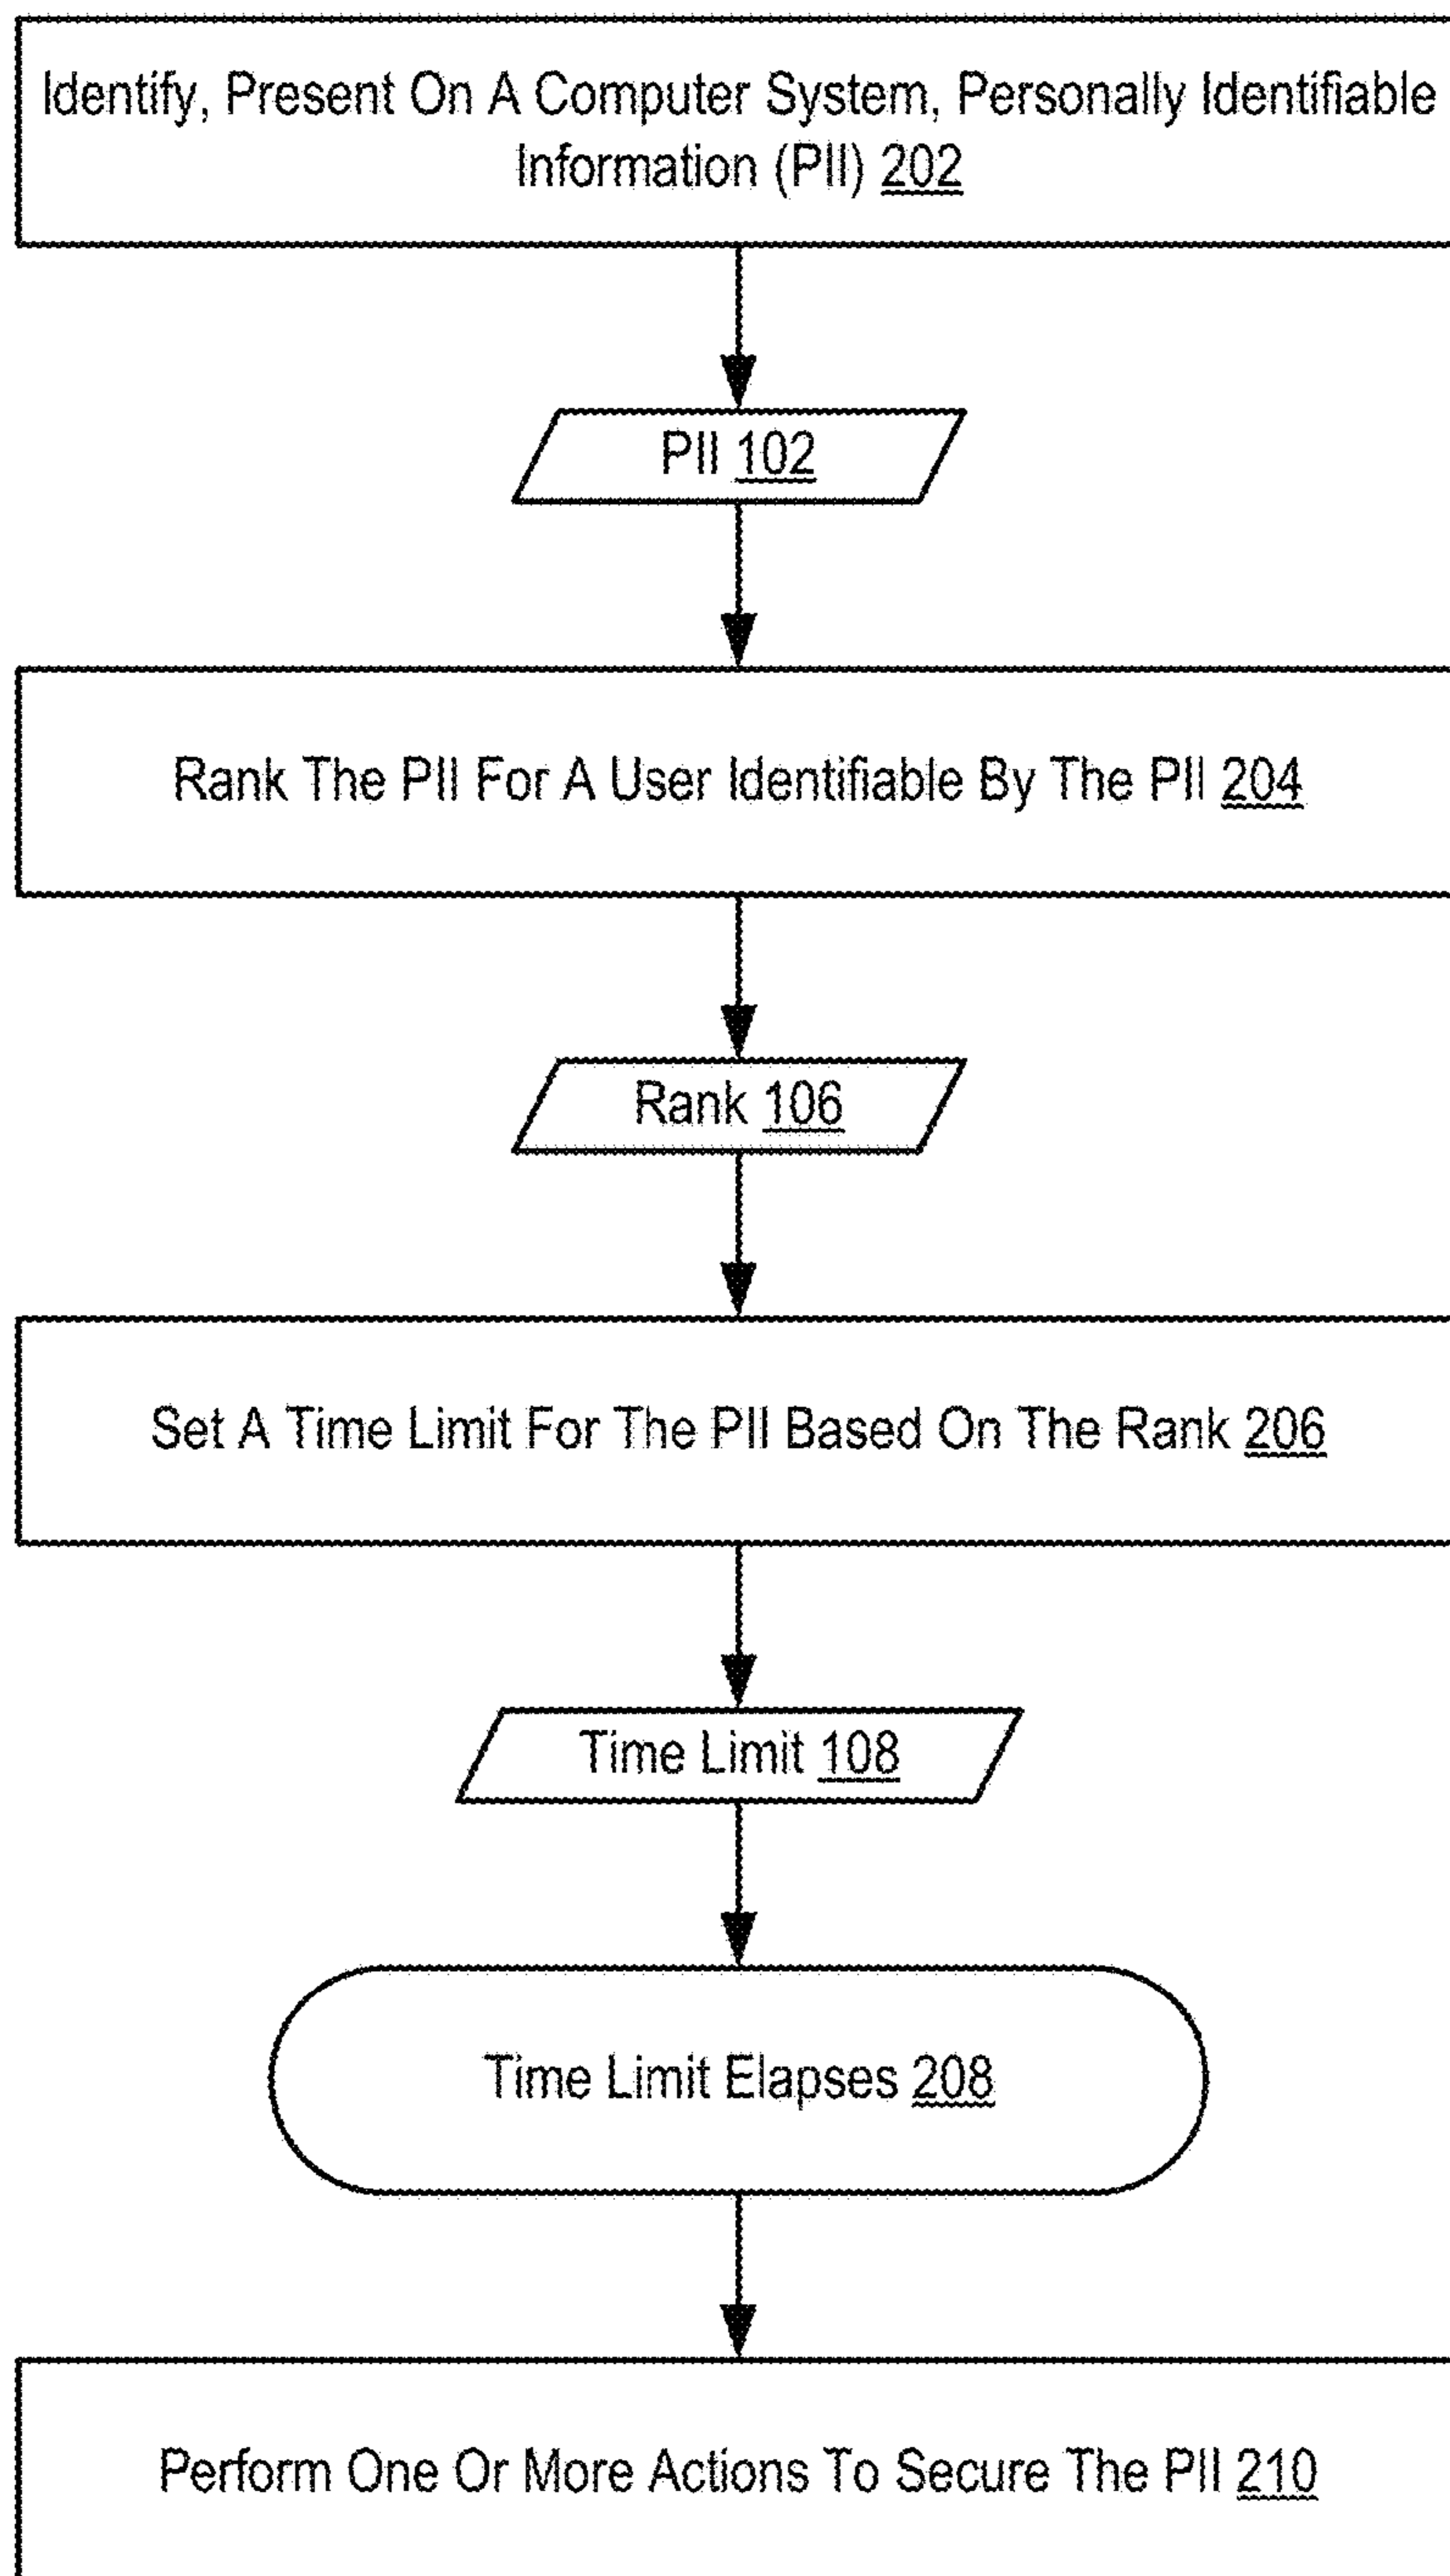 Identify, Present On A Computer System, Personally Identifiable
Information (PII) 202
PII 102
Rank The PII For A User Identifiable By The PII 204
Rank 106
Set A Time Limit For The PII Based On The Rank 206
Time Limit 108
Time Limit Elapses 208
Perform One Or More Actions To Secure The PII 210